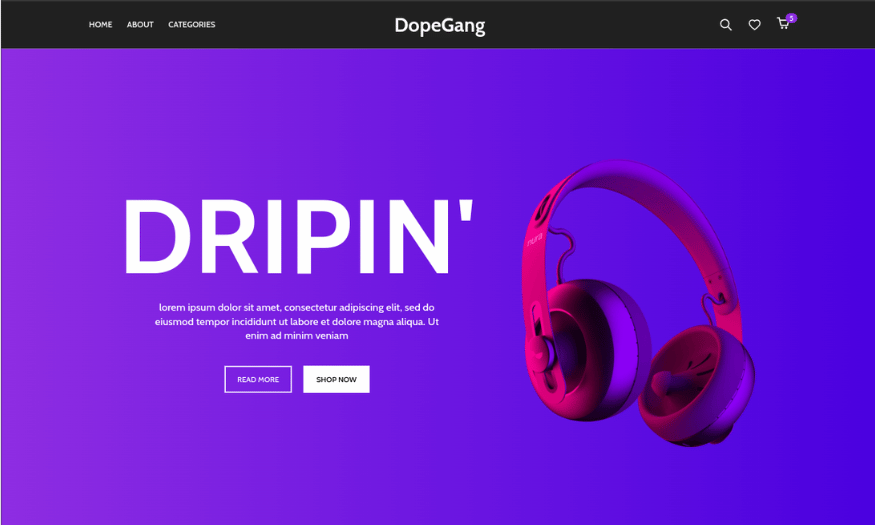 HOME ABOUT CATEGORIES DopeGang 5
DRIPIN'
nura
lorem ipsum dolor sit amet, consectetur adipiscing elit, sed do
eiusmod tempor incididunt ut labore et dolore magna aliqua. Ut
enim ad minim veniam
READ MORE SHOP NOW